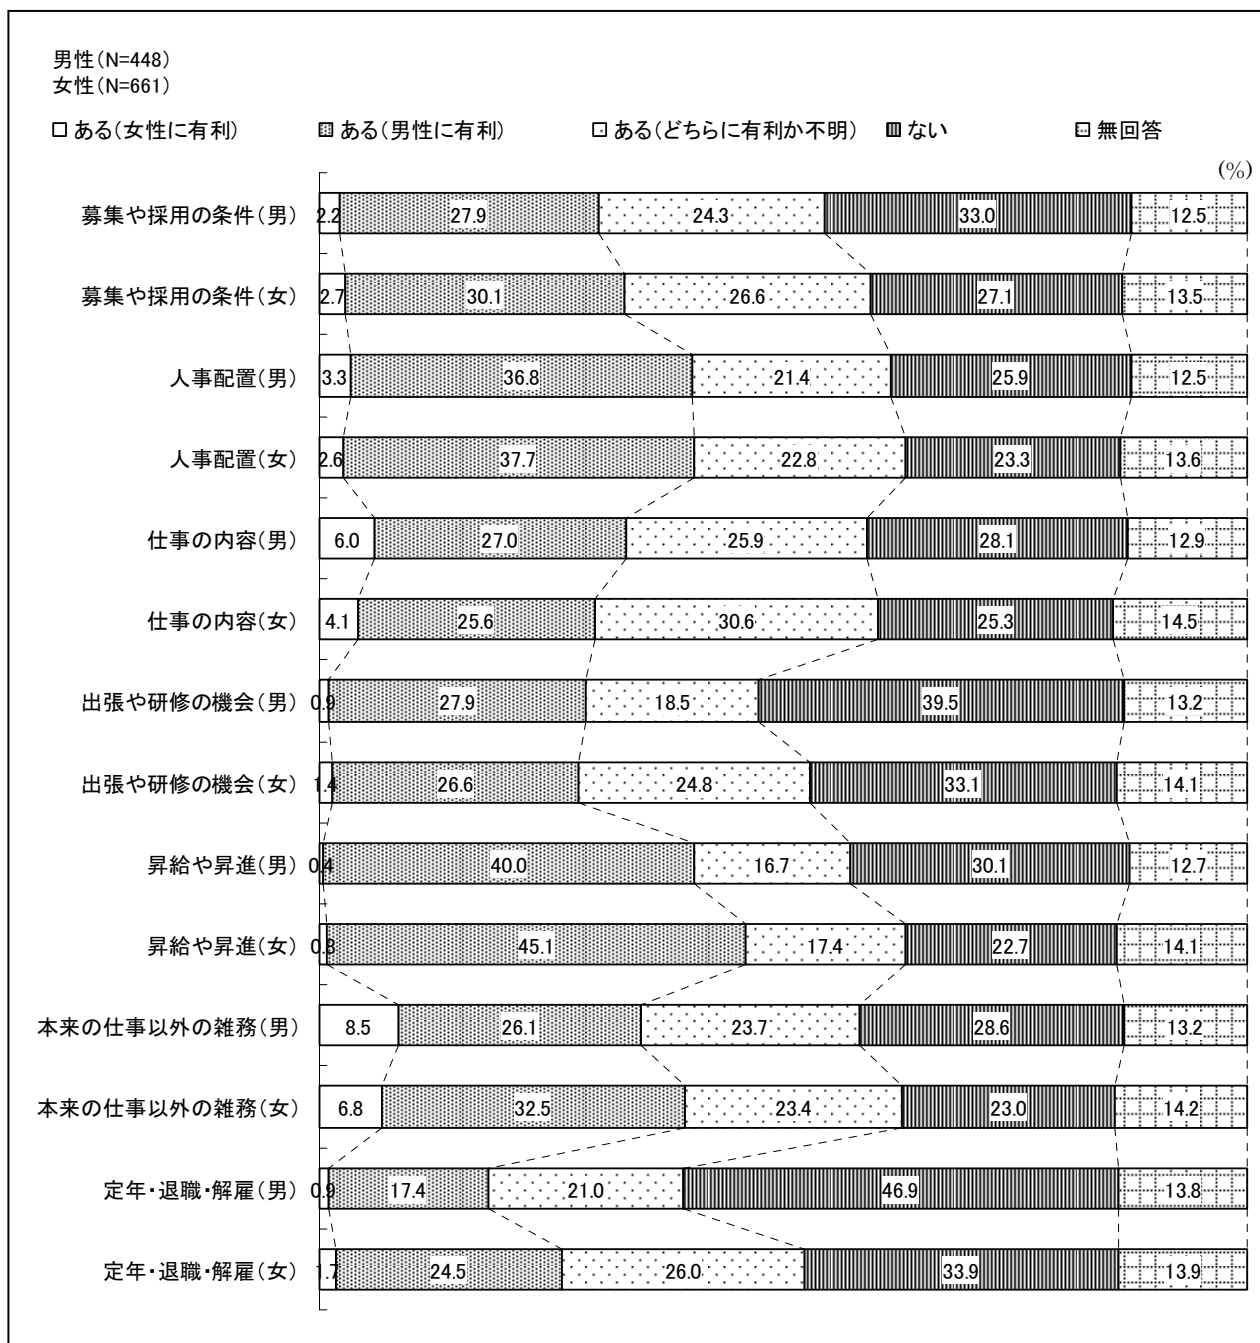 男性(N=448)
女性(N=661)
ある(女性に有利) ある(男性に有利) ある(どちらに有利か不明) ない 無回答
(%)
募集や採用の条件(男) 2.2 27.9 24.3 33.0 12.5
募集や採用の条件(女) 2.7 30.1 26.6 27.1 13.5
人事配置(男) 3.3 36.8 21.4 25.9 12.5
人事配置(女) 2.6 37.7 22.8 23.3 13.6
仕事の内容(男) 6.0 27.0 25.9 28.1 12.9
仕事の内容(女) 4.1 25.6 30.6 25.3 14.5
出張や研修の機会(男) 0.9 27.9 18.5 39.5 13.2
出張や研修の機会(女) 1.4 26.6 24.8 33.1 14.1
昇給や昇進(男) 0.4 40.0 16.7 30.1 12.7
昇給や昇進(女) 0.8 45.1 17.4 22.7 14.1
本来の仕事以外の雑務(男) 8.5 26.1 23.7 28.6 13.2
本来の仕事以外の雑務(女) 6.8 32.5 23.4 23.0 14.2
定年・退職・解雇(男) 0.9 17.4 21.0 46.9 13.8
定年・退職・解雇(女) 1.7 24.5 26.0 33.9 13.9